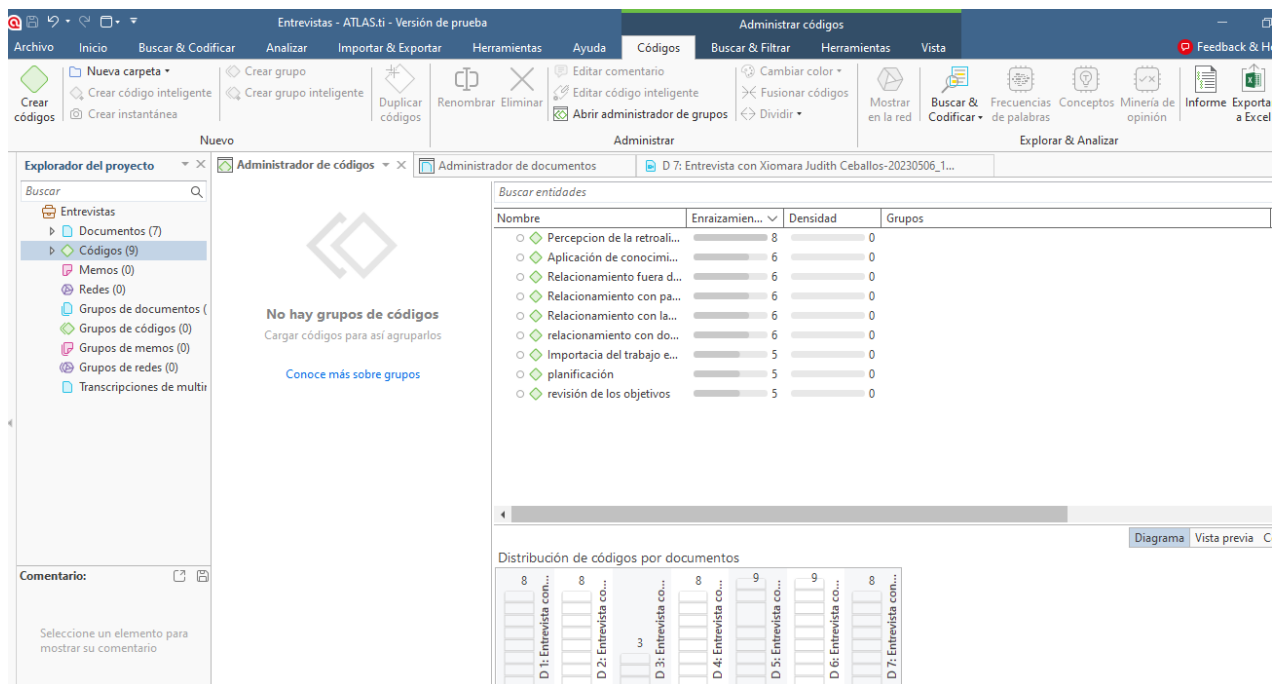 Entrevistas - ATLAS.ti - Versión de prueba
Administrar códigos
Archivo Inicio Buscar & Codificar Analizar Importar & Exportar Herramientas Ayuda Códigos Buscar & Filtrar Herramientas Vista Feedback & He
Crear códigos
Nueva carpeta
Crear código inteligente
Crear instantánea
Crear grupo
Crear grupo inteligente
Duplicar códigos
Nuevo
Renombrar Eliminar
Editar comentario
Editar código inteligente
Abrir administrador de grupos
Cambiar color
Fusionar códigos
Dividir
Administrar
Mostrar en la red
Buscar & Codificar
Frecuencias de palabras
Conceptos
Minería de opinión
Informe
Exporta a Excel
Explorar & Analizar
Explorador del proyecto
Administrador de códigos
Administrador de documentos
D 7: Entrevista con Xiomara Judith Ceballos-20230506_1...
Buscar
Entrevistas
Documentos (7)
Códigos (9)
Memos (0)
Redes (0)
Grupos de documentos (
Grupos de códigos (0)
Grupos de memos (0)
Grupos de redes (0)
Transcripciones de multir
Comentario:
Seleccione un elemento para
mostrar su comentario
No hay grupos de códigos
Cargar códigos para así agruparlos
Conoce más sobre grupos
Buscar entidades
Nombre Enraizamien... Densidad Grupos
Percepcion de la retroali... 8 0
Aplicación de conocimi... 6 0
Relacionamiento fuera d... 6 0
Relacionamiento con pa... 6 0
Relacionamiento con la... 6 0
relacionamiento con do... 6 0
Importacia del trabajo e... 5 0
planificación 5 0
revisión de los objetivos 5 0
Diagrama Vista previa C
Distribución de códigos por documentos
8 D 1: Entrevista con...
8 D 2: Entrevista co...
3 D 3: Entrevista co...
8 D 4: Entrevista co...
9 D 5: Entrevista co...
9 D 6: Entrevista co...
8 D 7: Entrevista con...